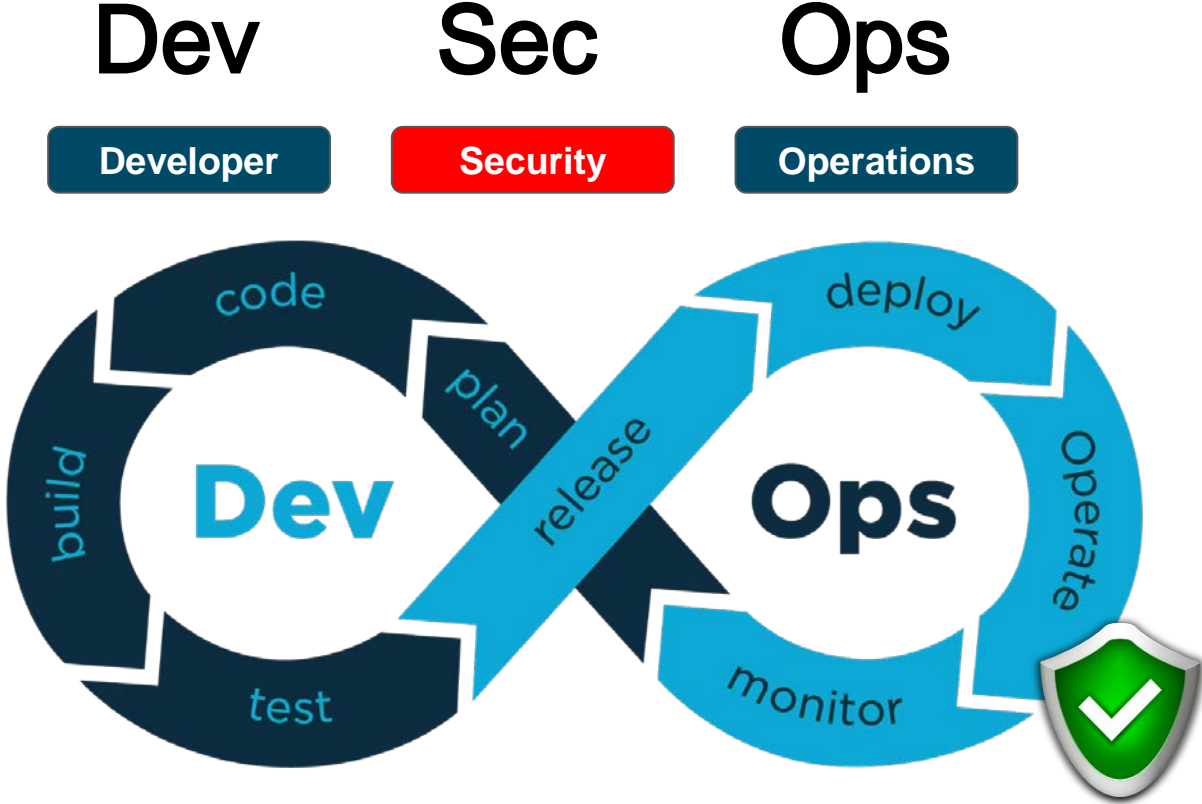 Dev Sec Ops
Developer Security Operations
code
plan
build
test
Dev
release
deploy
Operate
monitor
Ops